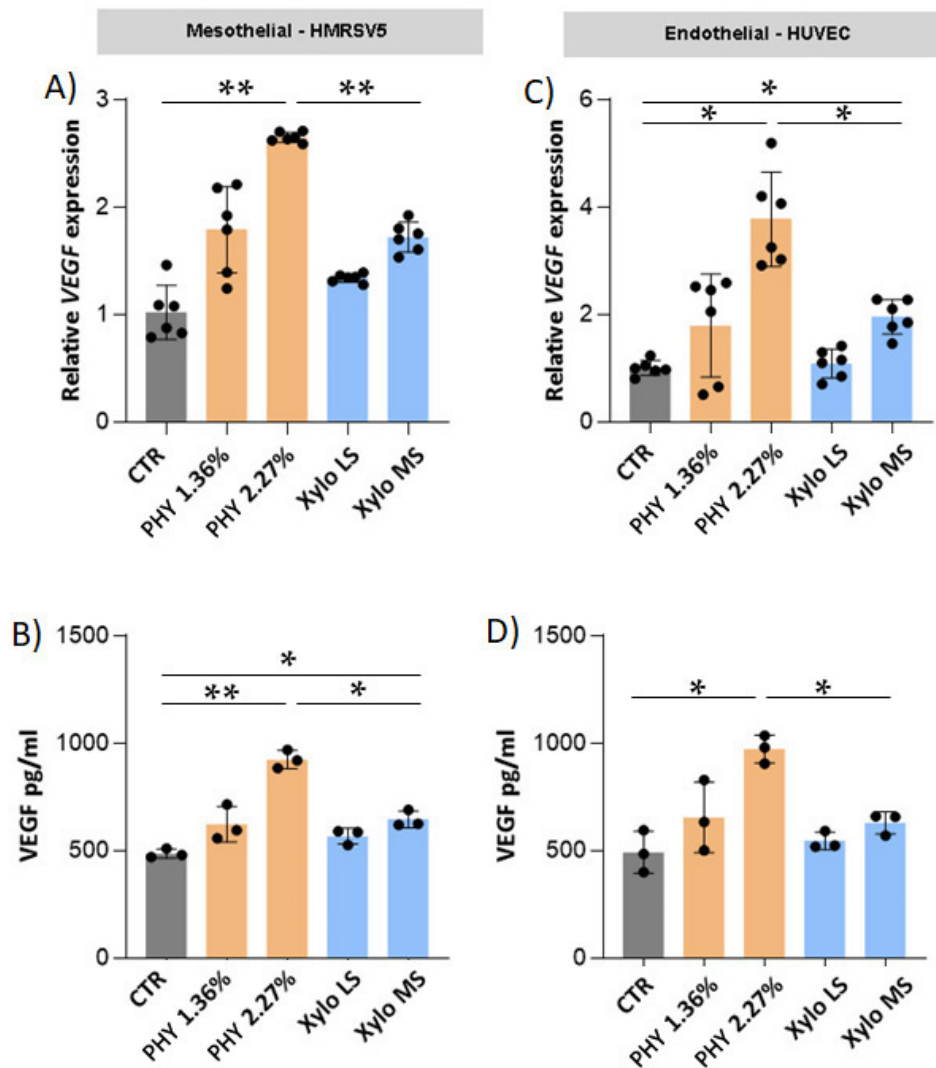 Mesothelial - HMRSV5
A)
**
**
Relative VEGF expression
3
2
1
0
CTR
PHY 1.36%
PHY 2.27%
Xylo LS
Xylo MS
Endothelial - HUVEC
C)
*
*
*
Relative VEGF expression
6
4
2
0
CTR
PHY 1.36%
PHY 2.27%
Xylo LS
Xylo MS
B)
*
**
*
VEGF pg/ml
1500
1000
500
0
CTR
PHY 1.36%
PHY 2.27%
Xylo LS
Xylo MS
D)
*
*
VEGF pg/ml
1500
1000
500
0
CTR
PHY 1.36%
PHY 2.27%
Xylo LS
Xylo MS